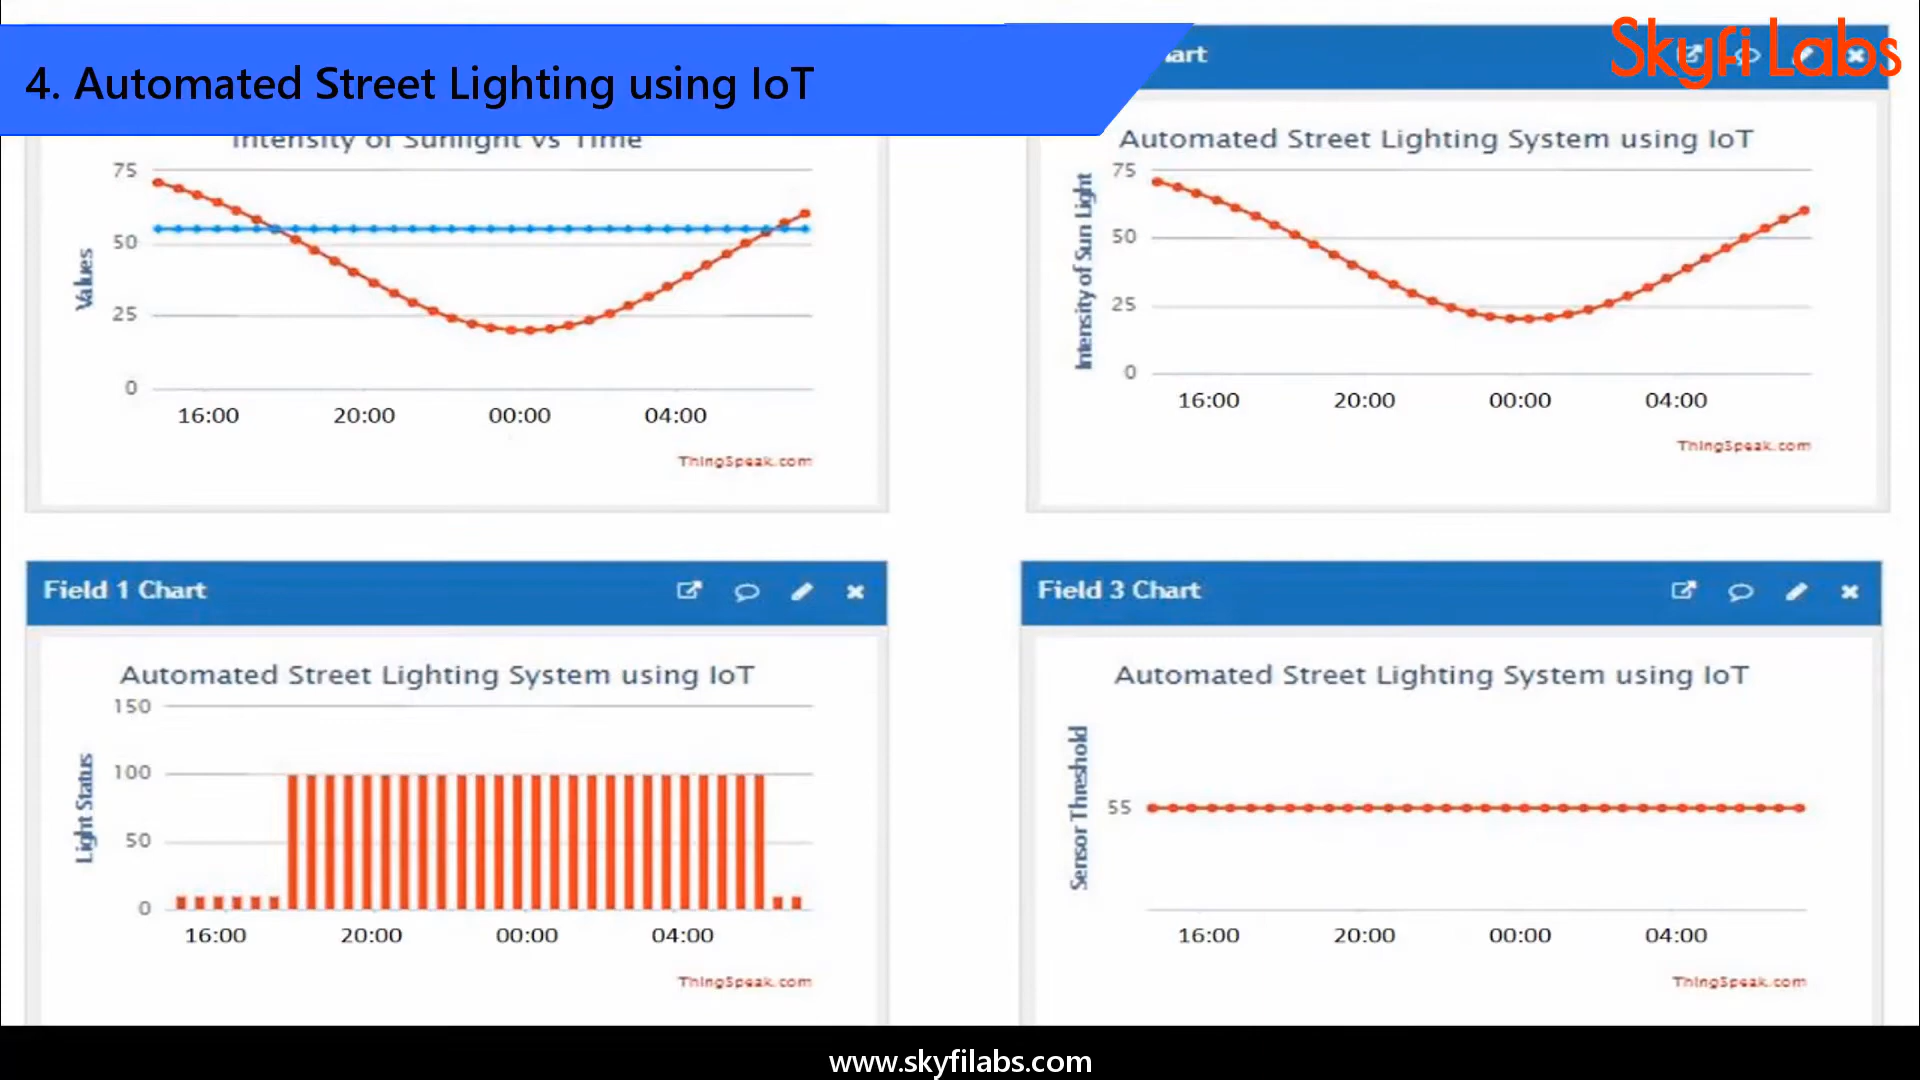 4. Automated Street Lighting using IoT
Skyfi Labs
Intensity of Sunlight vs Time
Values
75
50
25
0
16:00 20:00 00:00 04:00
ThingSpeak.com
Automated Street Lighting System using IoT
Intensity of Sun Light
75
50
25
0
16:00 20:00 00:00 04:00
ThingSpeak.com
Field 1 Chart
Automated Street Lighting System using IoT
Light Status
150
100
50
0
16:00 20:00 00:00 04:00
ThingSpeak.com
Field 3 Chart
Automated Street Lighting System using IoT
Sensor Threshold
55
16:00 20:00 00:00 04:00
ThingSpeak.com
www.skyfilabs.com